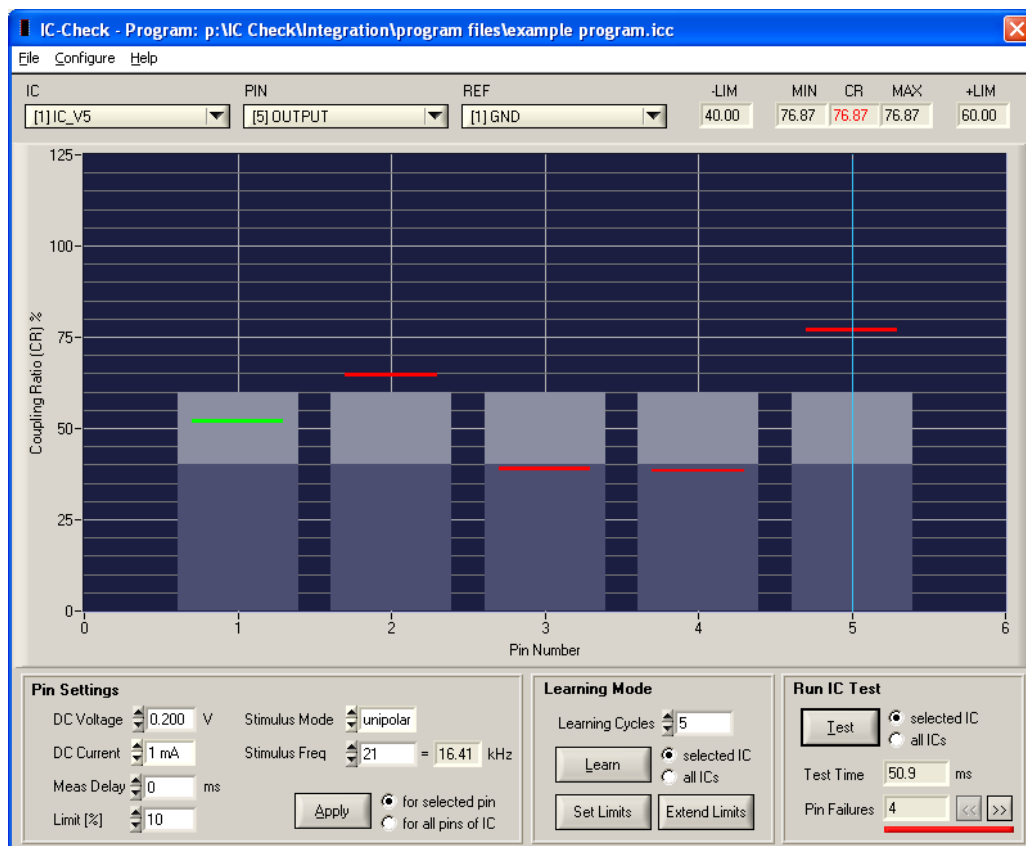 IC-Check - Program: p:\IC Check\Integration\program files\example program.icc
File Configure Help
IC PIN REF -LIM MIN CR MAX +LIM
[1] IC_V5 [5] OUTPUT [1] GND 40.00 76.87 76.87 76.87 60.00
125
100
75
50
25
0
Coupling Ratio (CR) %
0 1 2 3 4 5 6
Pin Number
Pin Settings
DC Voltage 0.200 V Stimulus Mode unipolar
DC Current 1 mA Stimulus Freq 21 = 16.41 kHz
Meas Delay 0 ms
Limit [%] 10
Apply
for selected pin
for all pins of IC
Learning Mode
Learning Cycles 5
Learn
selected IC
all ICs
Set Limits Extend Limits
Run IC Test
Test
selected IC
all ICs
Test Time 50.9 ms
Pin Failures 4 << >>